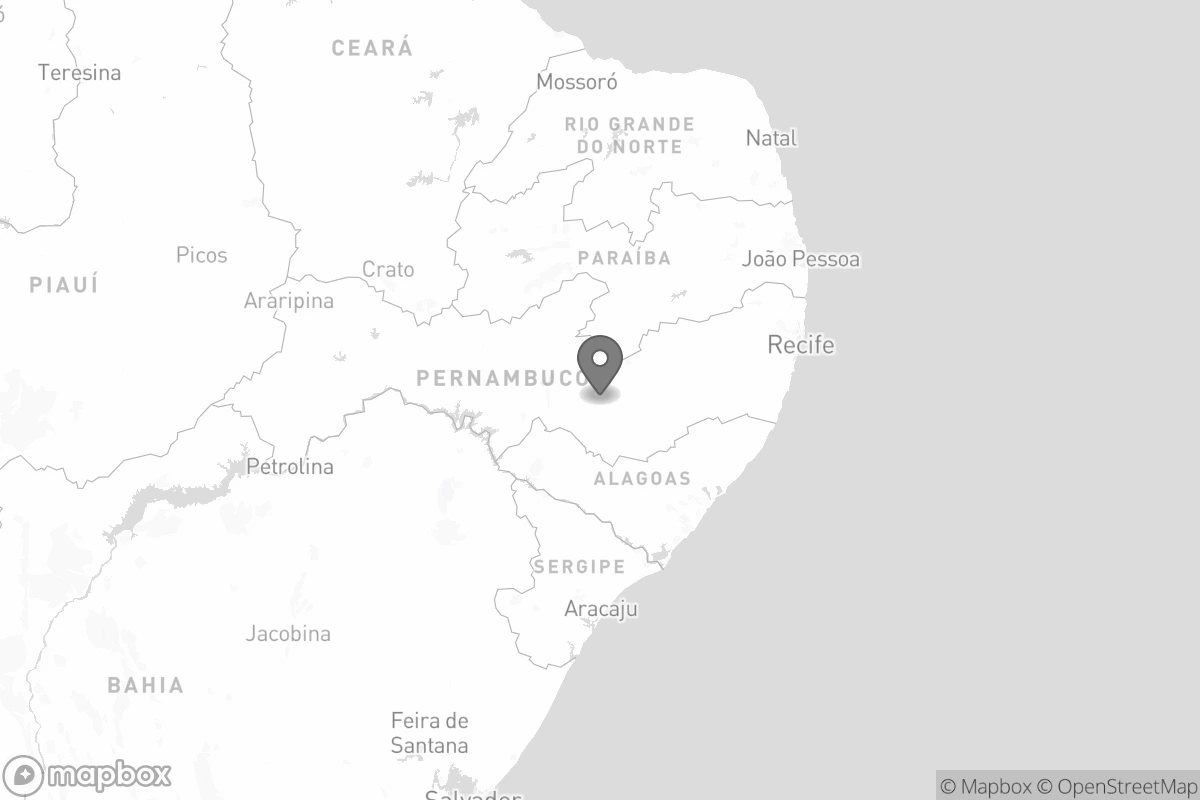 CEARÁ
Teresina
Mossoró
RIO GRANDE
DO NORTE
Natal
Picos
PARAÍBA
João Pessoa
Crato
PIAUÍ
Araripina
Recife
PERNAMBUCO
Petrolina
ALAGOAS
SERGIPE
Aracaju
Jacobina
BAHIA
Feira de
Santana
Salvador
mapbox
© Mapbox © OpenStreetMap